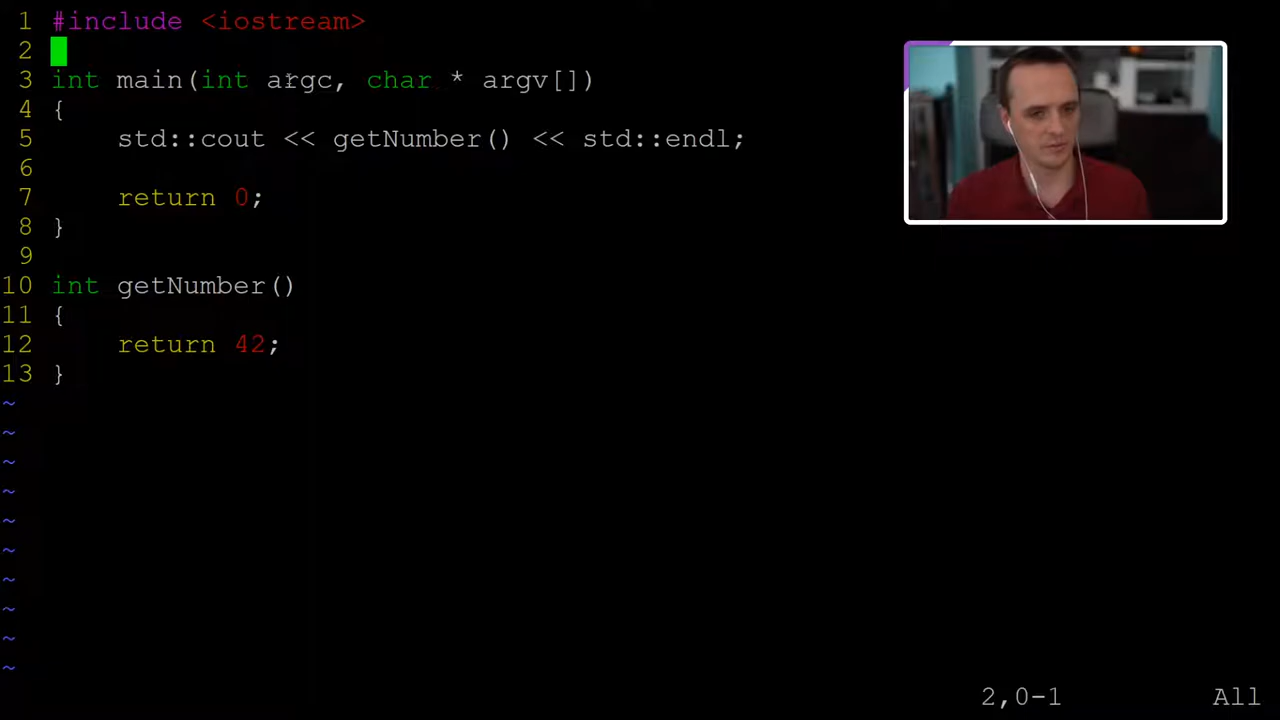 1 #include <iostream>
2
3 int main(int argc, char * argv[])
4 {
5     std::cout << getNumber() << std::endl;
6
7     return 0;
8 }
9
10 int getNumber()
11 {
12     return 42;
13 }
~
~
~
~
~
~
~
~
~
~
2,0-1 All